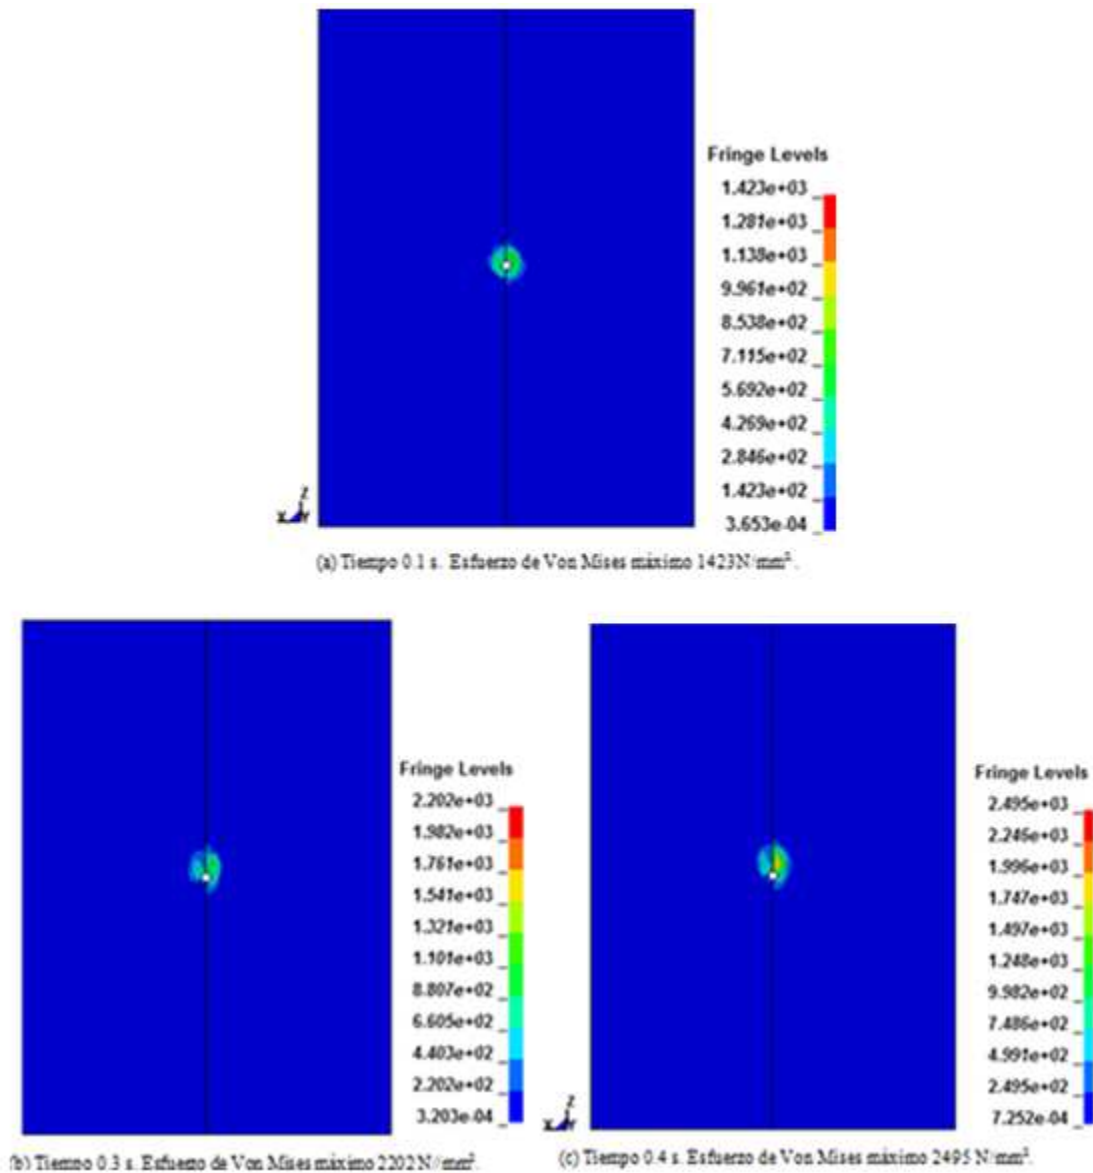 Fringe Levels
1.423e+03
1.281e+03
1.138e+03
9.961e+02
8.538e+02
7.115e+02
5.692e+02
4.269e+02
2.846e+02
1.423e+02
3.653e-04
Z
X Y
(a) Tiempo 0.1 s. Esfuerzo de Von Mises máximo 1423N/mm².
Fringe Levels
2.202e+03
1.982e+03
1.761e+03
1.541e+03
1.321e+03
1.101e+03
8.807e+02
6.605e+02
4.403e+02
2.202e+02
3.203e-04
(b) Tiempo 0.3 s. Esfuerzo de Von Mises máximo 2202 N/mm².
Fringe Levels
2.495e+03
2.246e+03
1.996e+03
1.747e+03
1.497e+03
1.248e+03
9.982e+02
7.486e+02
4.991e+02
2.495e+02
7.252e-04
Z
X Y
(c) Tiempo 0.4 s. Esfuerzo de Von Mises máximo 2495 N/mm².